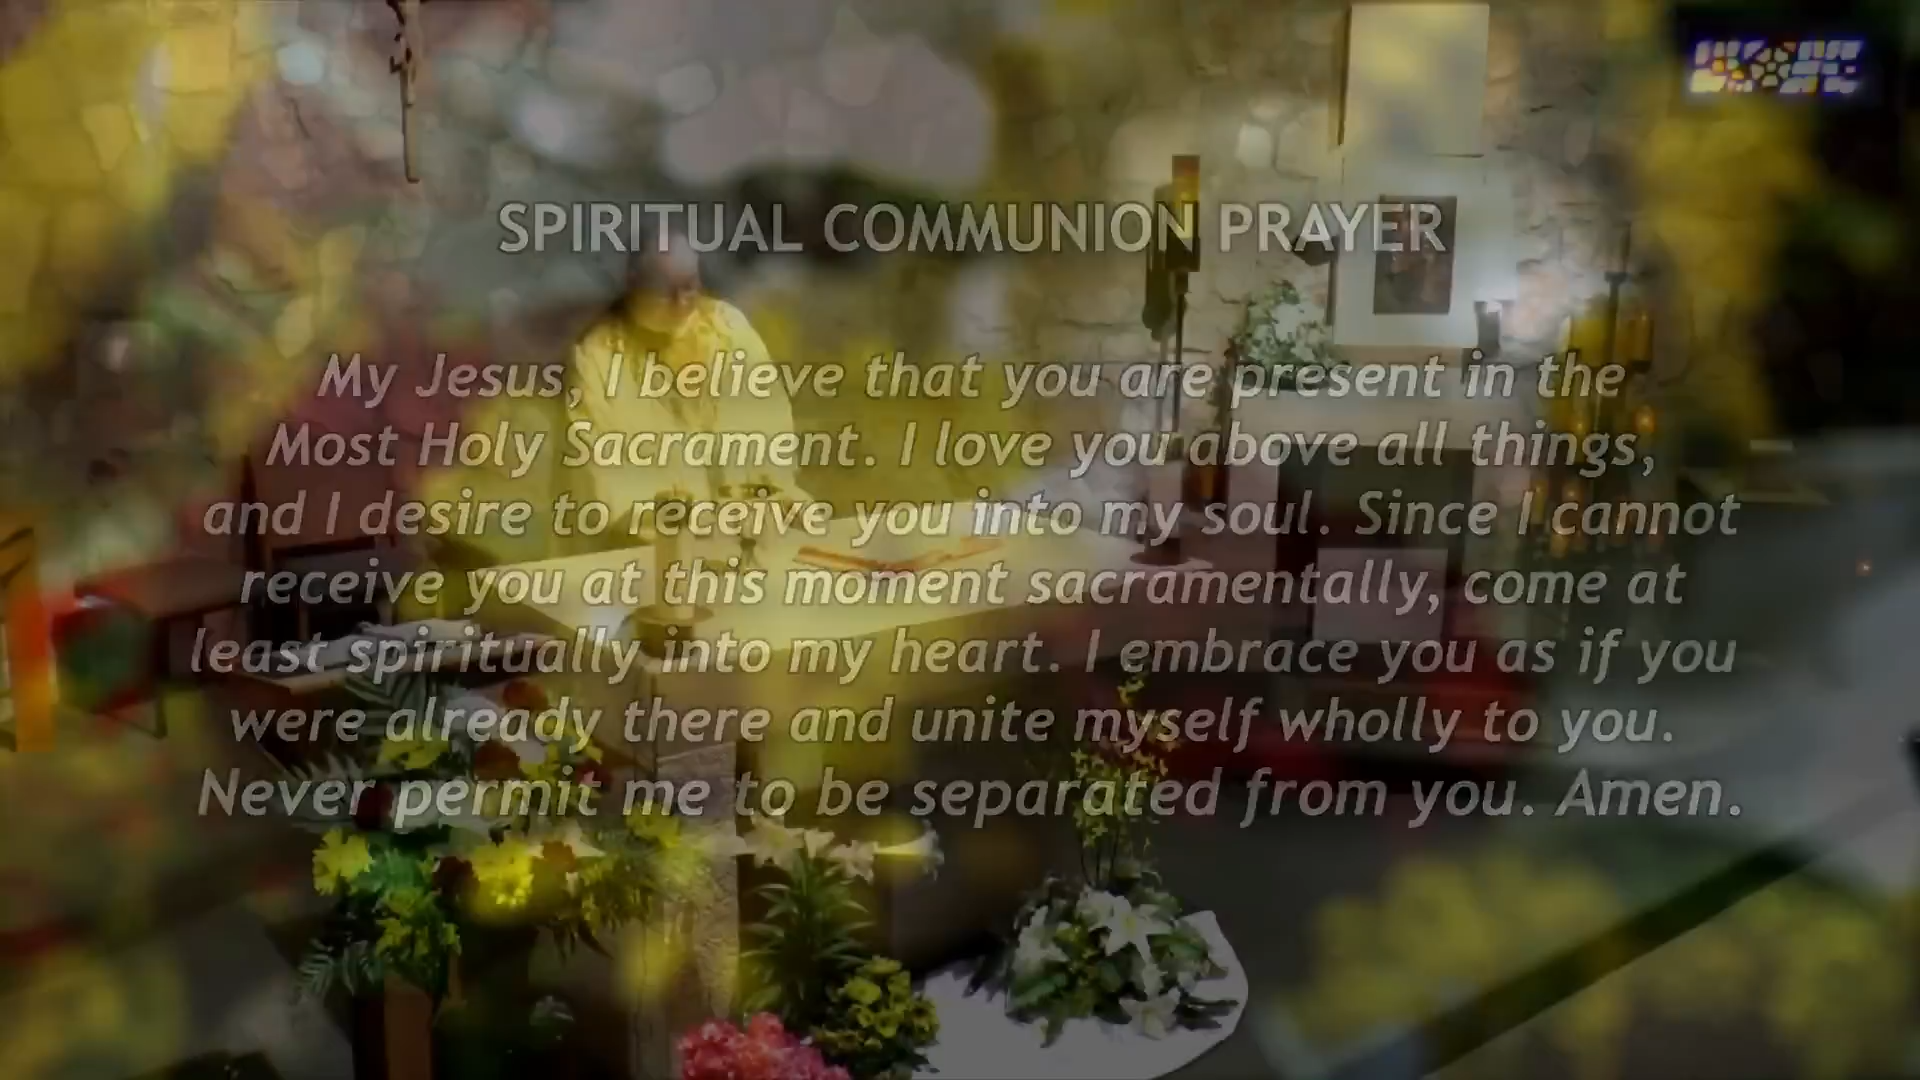 SPIRITUAL COMMUNION PRAYER
My Jesus, I believe that you are present in the
Most Holy Sacrament. I love you above all things,
and I desire to receive you into my soul. Since I cannot
receive you at this moment sacramentally, come at
least spiritually into my heart. I embrace you as if you
were already there and unite myself wholly to you.
Never permit me to be separated from you. Amen.